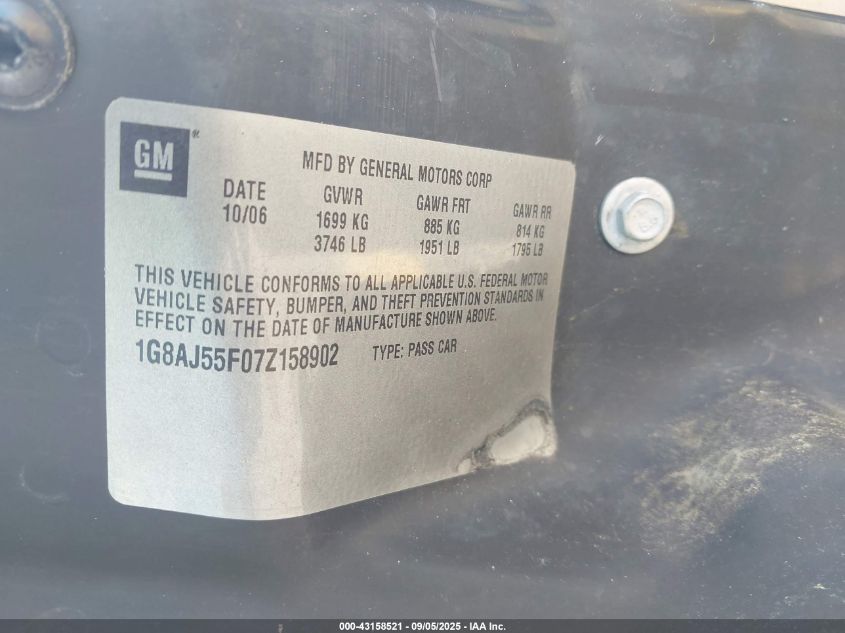 GM ®
MFD BY GENERAL MOTORS CORP
DATE GVWR GAWR FRT GAWR RR
10/06 1699 KG 885 KG 814 KG
3746 LB 1951 LB 1795 LB
THIS VEHICLE CONFORMS TO ALL APPLICABLE U.S. FEDERAL MOTOR
VEHICLE SAFETY, BUMPER, AND THEFT PREVENTION STANDARDS IN
EFFECT ON THE DATE OF MANUFACTURE SHOWN ABOVE.
1G8AJ55F07Z158902 TYPE: PASS CAR
000-43158521 - 09/05/2025 - IAA Inc.